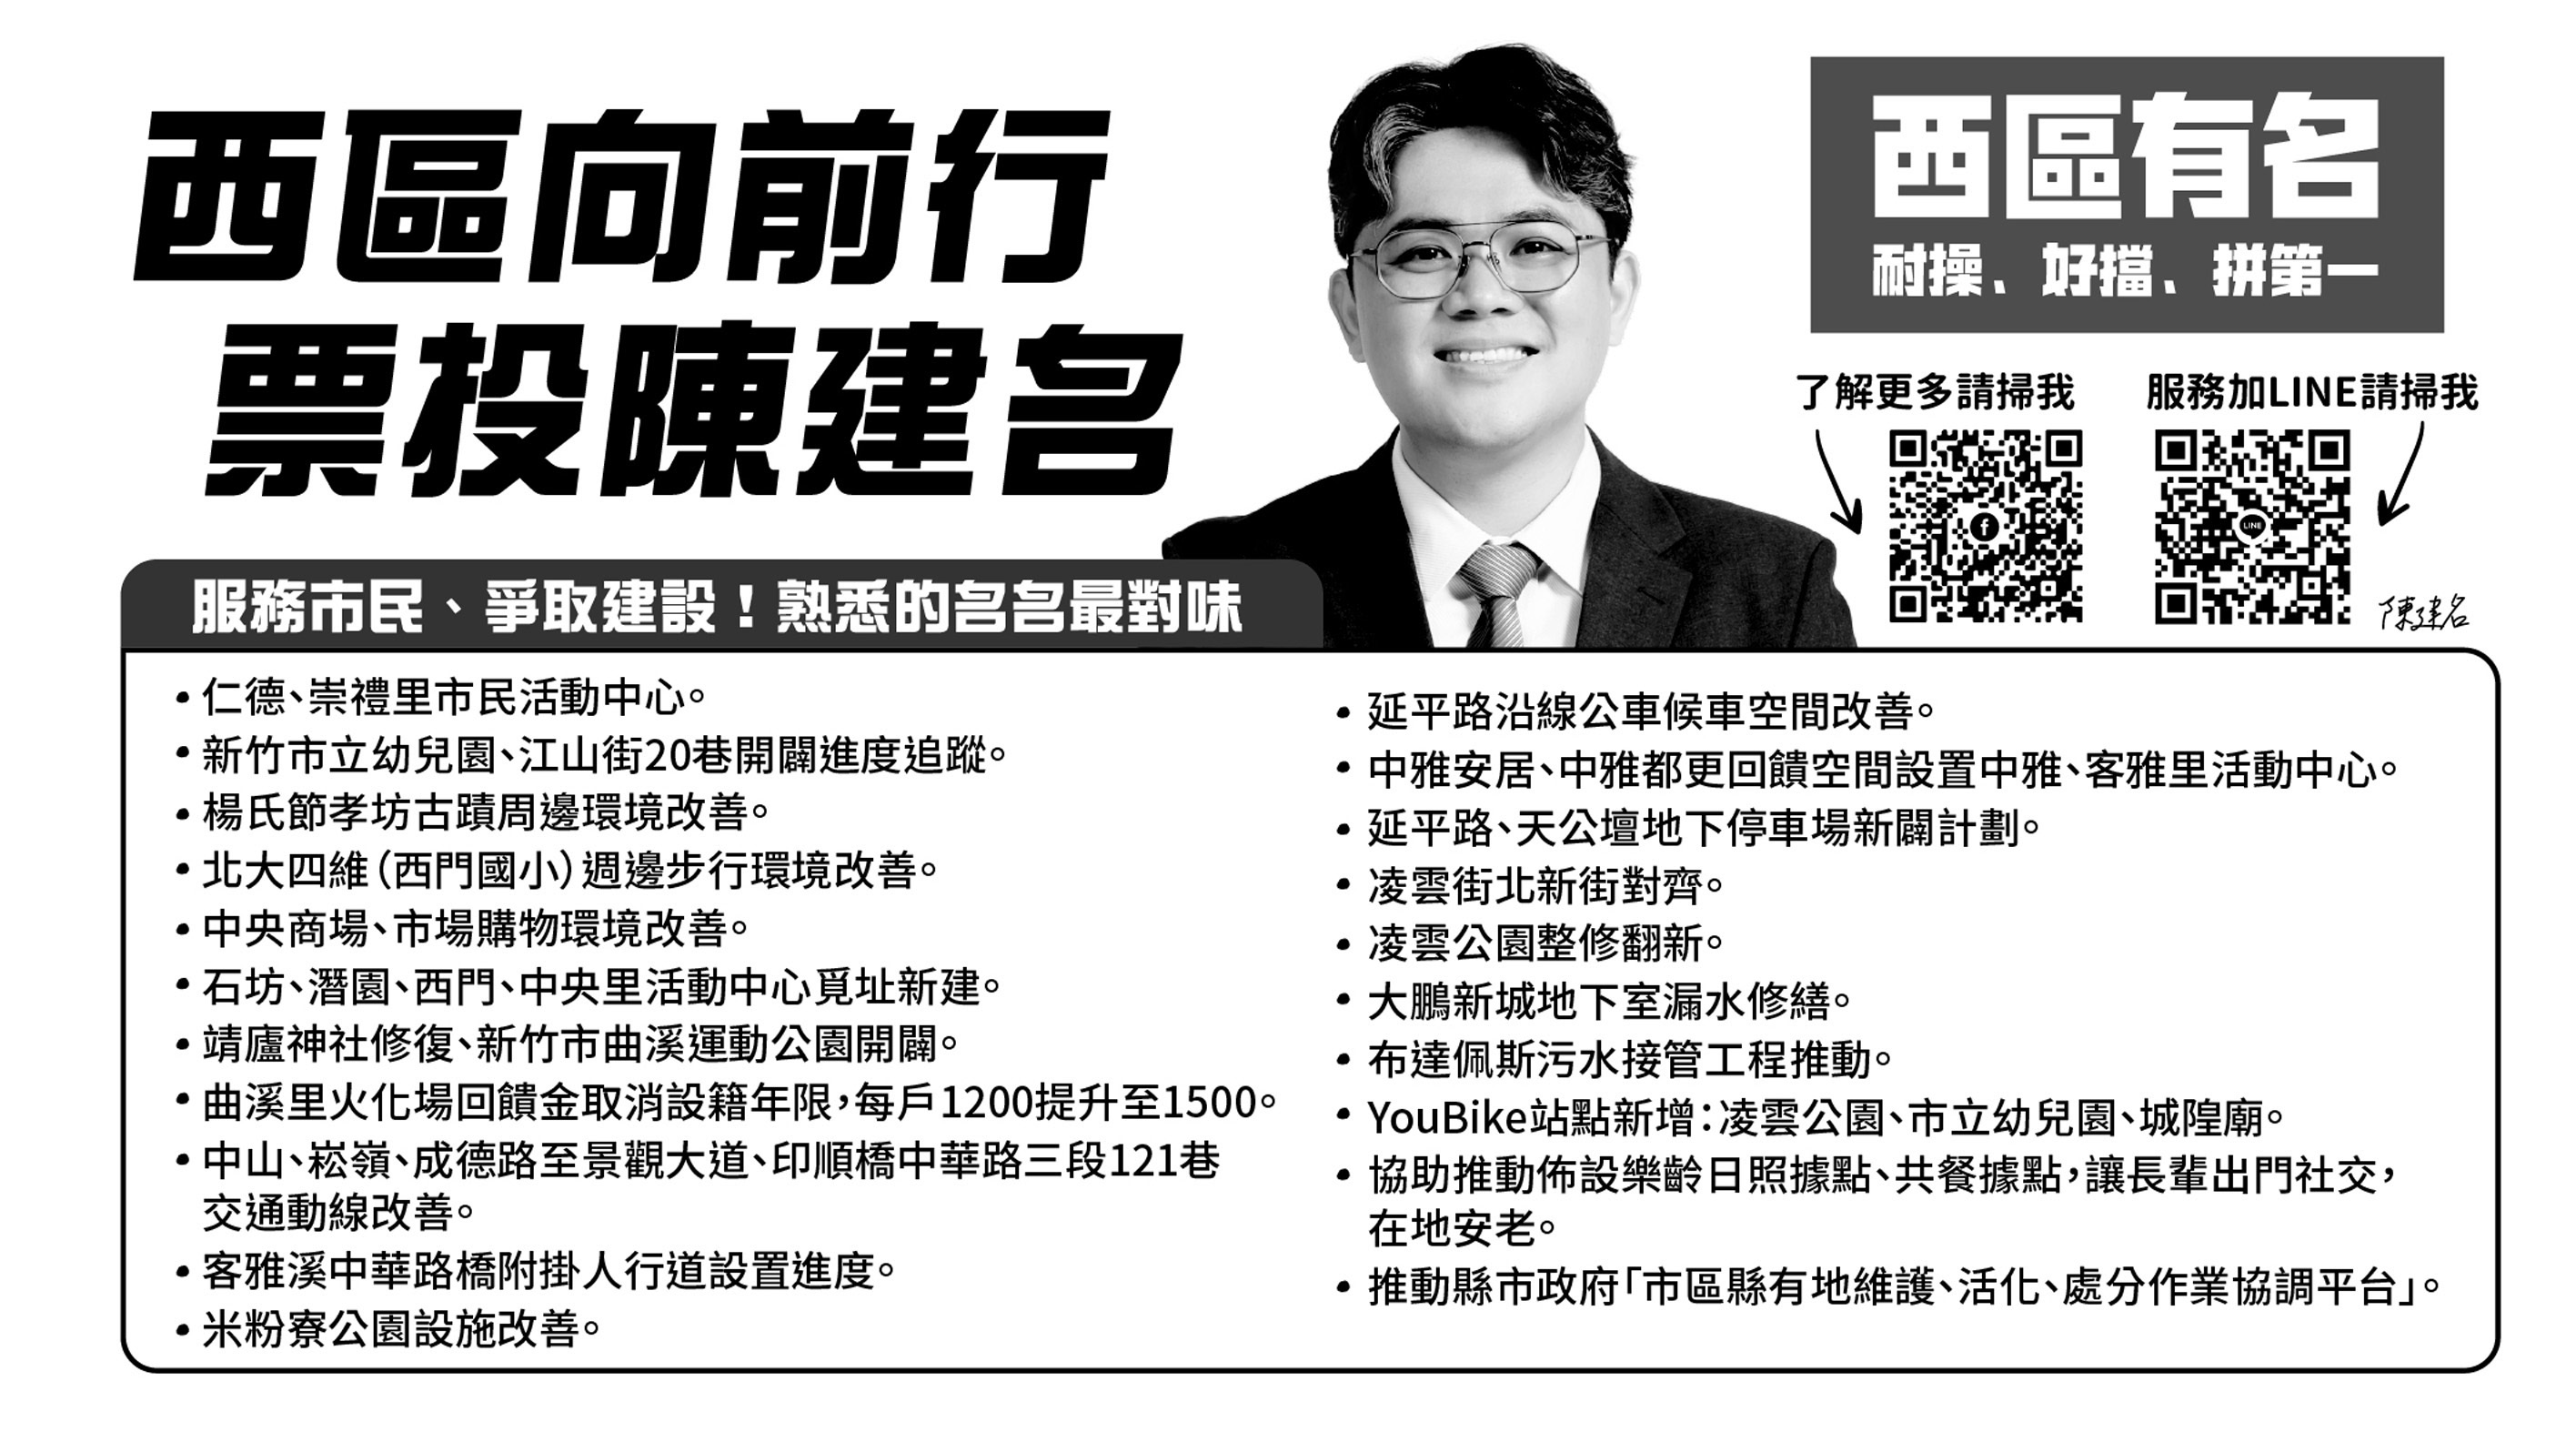 西區向前行
票投陳建名
西區有名
耐操、好擋、拼第一
了解更多請掃我
服務加LINE請掃我
LINE
陳建名
服務市民、爭取建設！熟悉的名名最對味
•仁德、崇禮里市民活動中心。
•新竹市立幼兒園、江山街20巷開闢進度追蹤。
•楊氏節孝坊古蹟周邊環境改善。
•北大四維（西門國小）週邊步行環境改善。
•中央商場、市場購物環境改善。
•石坊、潛園、西門、中央里活動中心覓址新建。
•靖廬神社修復、新竹市曲溪運動公園開闢。
•曲溪里火化場回饋金取消設籍年限，每戶1200提升至1500。
•中山、崧嶺、成德路至景觀大道、印順橋中華路三段121巷
交通動線改善。
•客雅溪中華路橋附掛人行道設置進度。
•米粉寮公園設施改善。
•延平路沿線公車候車空間改善。
•中雅安居、中雅都更回饋空間設置中雅、客雅里活動中心。
•延平路、天公壇地下停車場新闢計劃。
•凌雲街北新街對齊。
•凌雲公園整修翻新。
•大鵬新城地下室漏水修繕。
•布達佩斯污水接管工程推動。
•YouBike站點新增：凌雲公園、市立幼兒園、城隍廟。
•協助推動佈設樂齡日照據點、共餐據點，讓長輩出門社交，
在地安老。
•推動縣市政府「市區縣有地維護、活化、處分作業協調平台」。